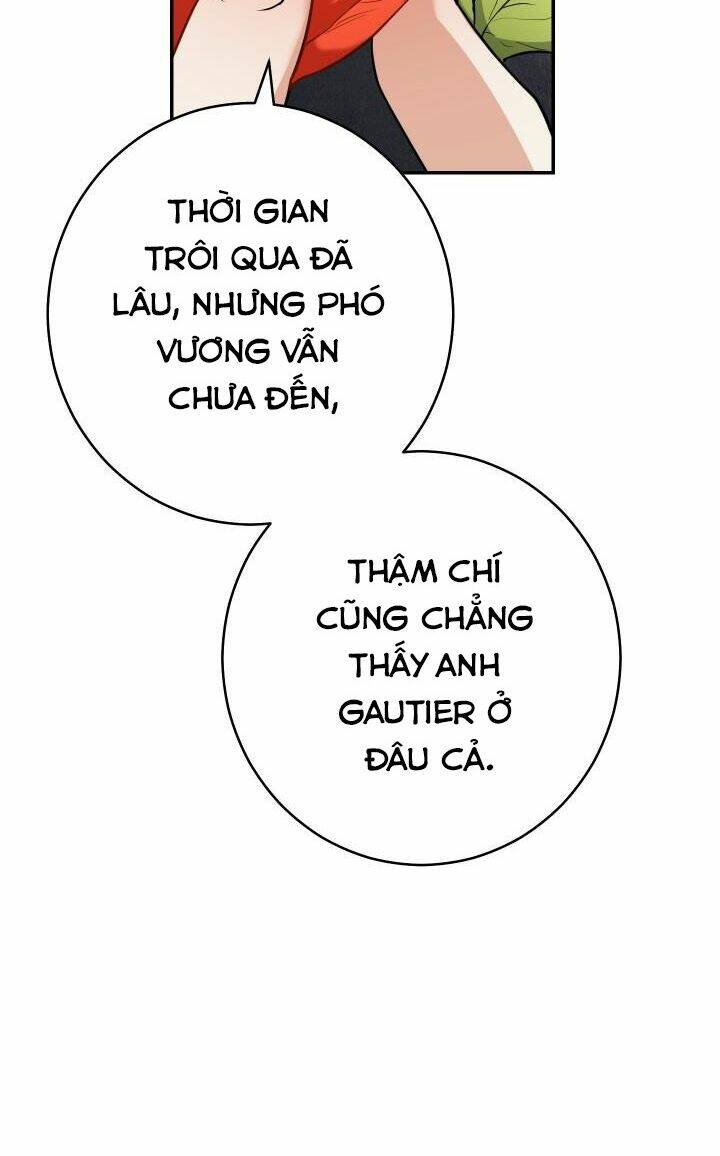 THỜI GIAN
TRÔI QUA ĐÃ
LÂU, NHƯNG PHÓ
VƯƠNG VẪN
CHƯA ĐẾN,
THẬM CHÍ
CŨNG CHẲNG
THẤY ANH
GAUTIER Ở
ĐÂU CẢ.